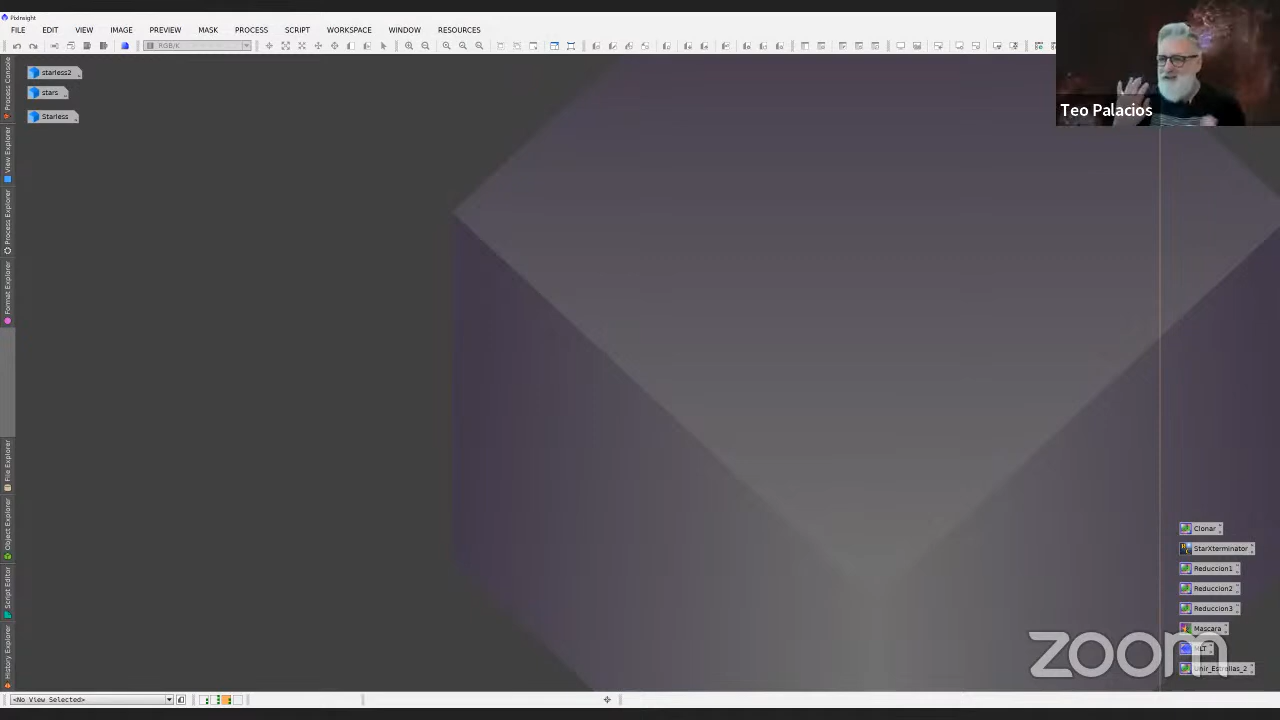 PixInsight
FILE EDIT VIEW IMAGE PREVIEW MASK PROCESS SCRIPT WORKSPACE WINDOW RESOURCES
RGB/K
Process Console
View Explorer
Process Explorer
Format Explorer
File Explorer
Object Explorer
Script Editor
History Explorer
starless2
stars
Starless
Teo Palacios
Clonar
StarXterminator
Reduccion1
Reduccion2
Reduccion3
Mascara
MLT
Unir_Estrellas_2
zoom
<No View Selected>